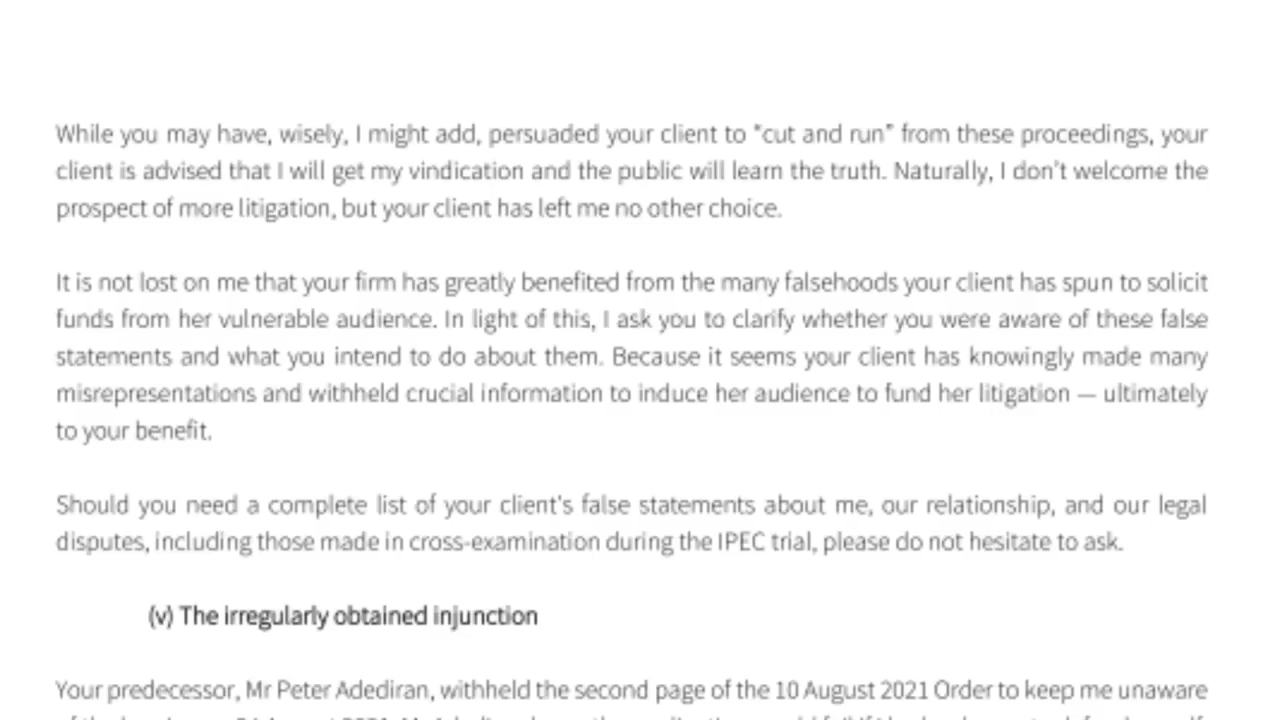 While you may have, wisely, I might add, persuaded your client to "cut and run" from these proceedings, your
client is advised that I will get my vindication and the public will learn the truth. Naturally, I don't welcome the
prospect of more litigation, but your client has left me no other choice.
It is not lost on me that your firm has greatly benefited from the many falsehoods your client has spun to solicit
funds from her vulnerable audience. In light of this, I ask you to clarify whether you were aware of these false
statements and what you intend to do about them. Because it seems your client has knowingly made many
misrepresentations and withheld crucial information to induce her audience to fund her litigation — ultimately
to your benefit.
Should you need a complete list of your client's false statements about me, our relationship, and our legal
disputes, including those made in cross-examination during the IPEC trial, please do not hesitate to ask.
(v) The irregularly obtained injunction
Your predecessor, Mr Peter Adediran, withheld the second page of the 10 August 2021 Order to keep me unaware